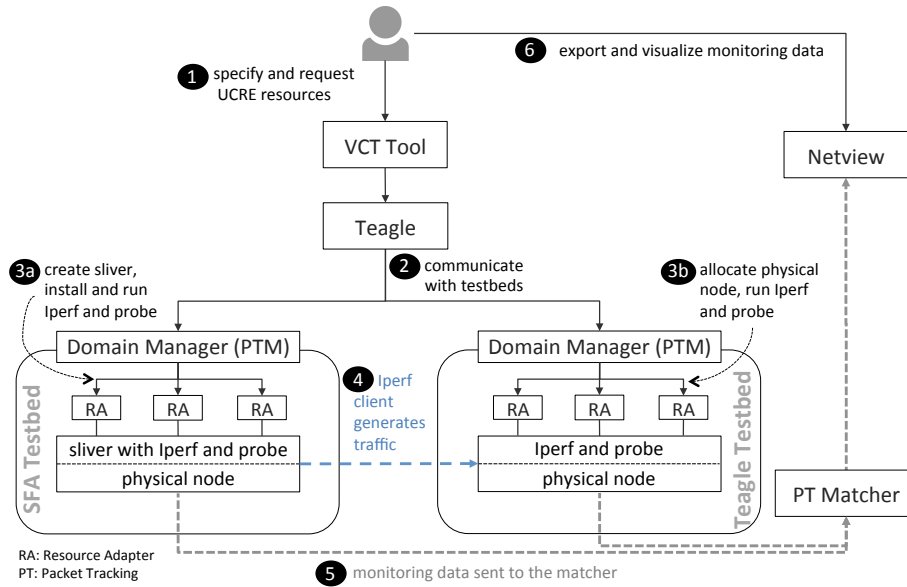 1 specify and request
UCRE resources
6 export and visualize monitoring data
VCT Tool
Netview
Teagle
3a create sliver,
install and run
Iperf and probe
2 communicate
with testbeds
3b allocate physical
node, run Iperf
and probe
Domain Manager (PTM)
Domain Manager (PTM)
SFA Testbed
RA
RA
RA
4 Iperf
client
generates
traffic
RA
RA
RA
Teagle Testbed
sliver with Iperf and probe
physical node
Iperf and probe
physical node
PT Matcher
RA: Resource Adapter
PT: Packet Tracking
5 monitoring data sent to the matcher